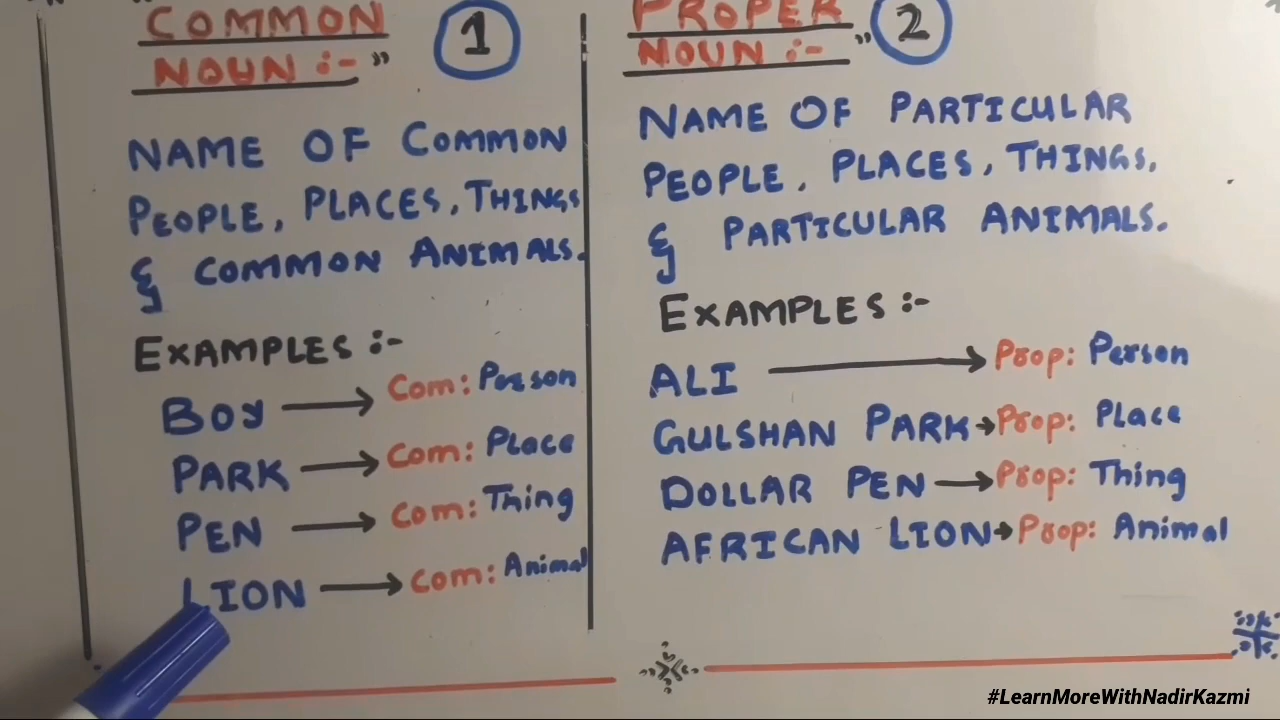 COMMON
NOUN :- " 1
NAME OF COMMON
PEOPLE, PLACES, THINGS
& COMMON ANIMALS.
EXAMPLES :-
BOY → Com: Person
PARK → Com: Place
PEN → Com: Thing
LION → Com: Animal
PROPER
NOUN :- " 2
NAME OF PARTICULAR
PEOPLE, PLACES, THINGS,
& PARTICULAR ANIMALS.
EXAMPLES :-
ALI → Prop: Person
GULSHAN PARK → Prop: Place
DOLLAR PEN → Prop: Thing
AFRICAN LION → Prop: Animal
#LearnMoreWithNadirKazmi